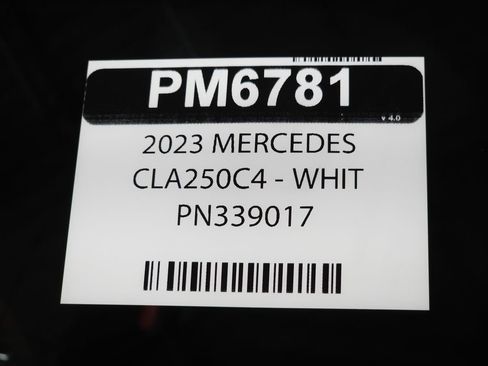 PM6781
v 4.0
2023 MERCEDES
CLA250C4 - WHIT
PN339017